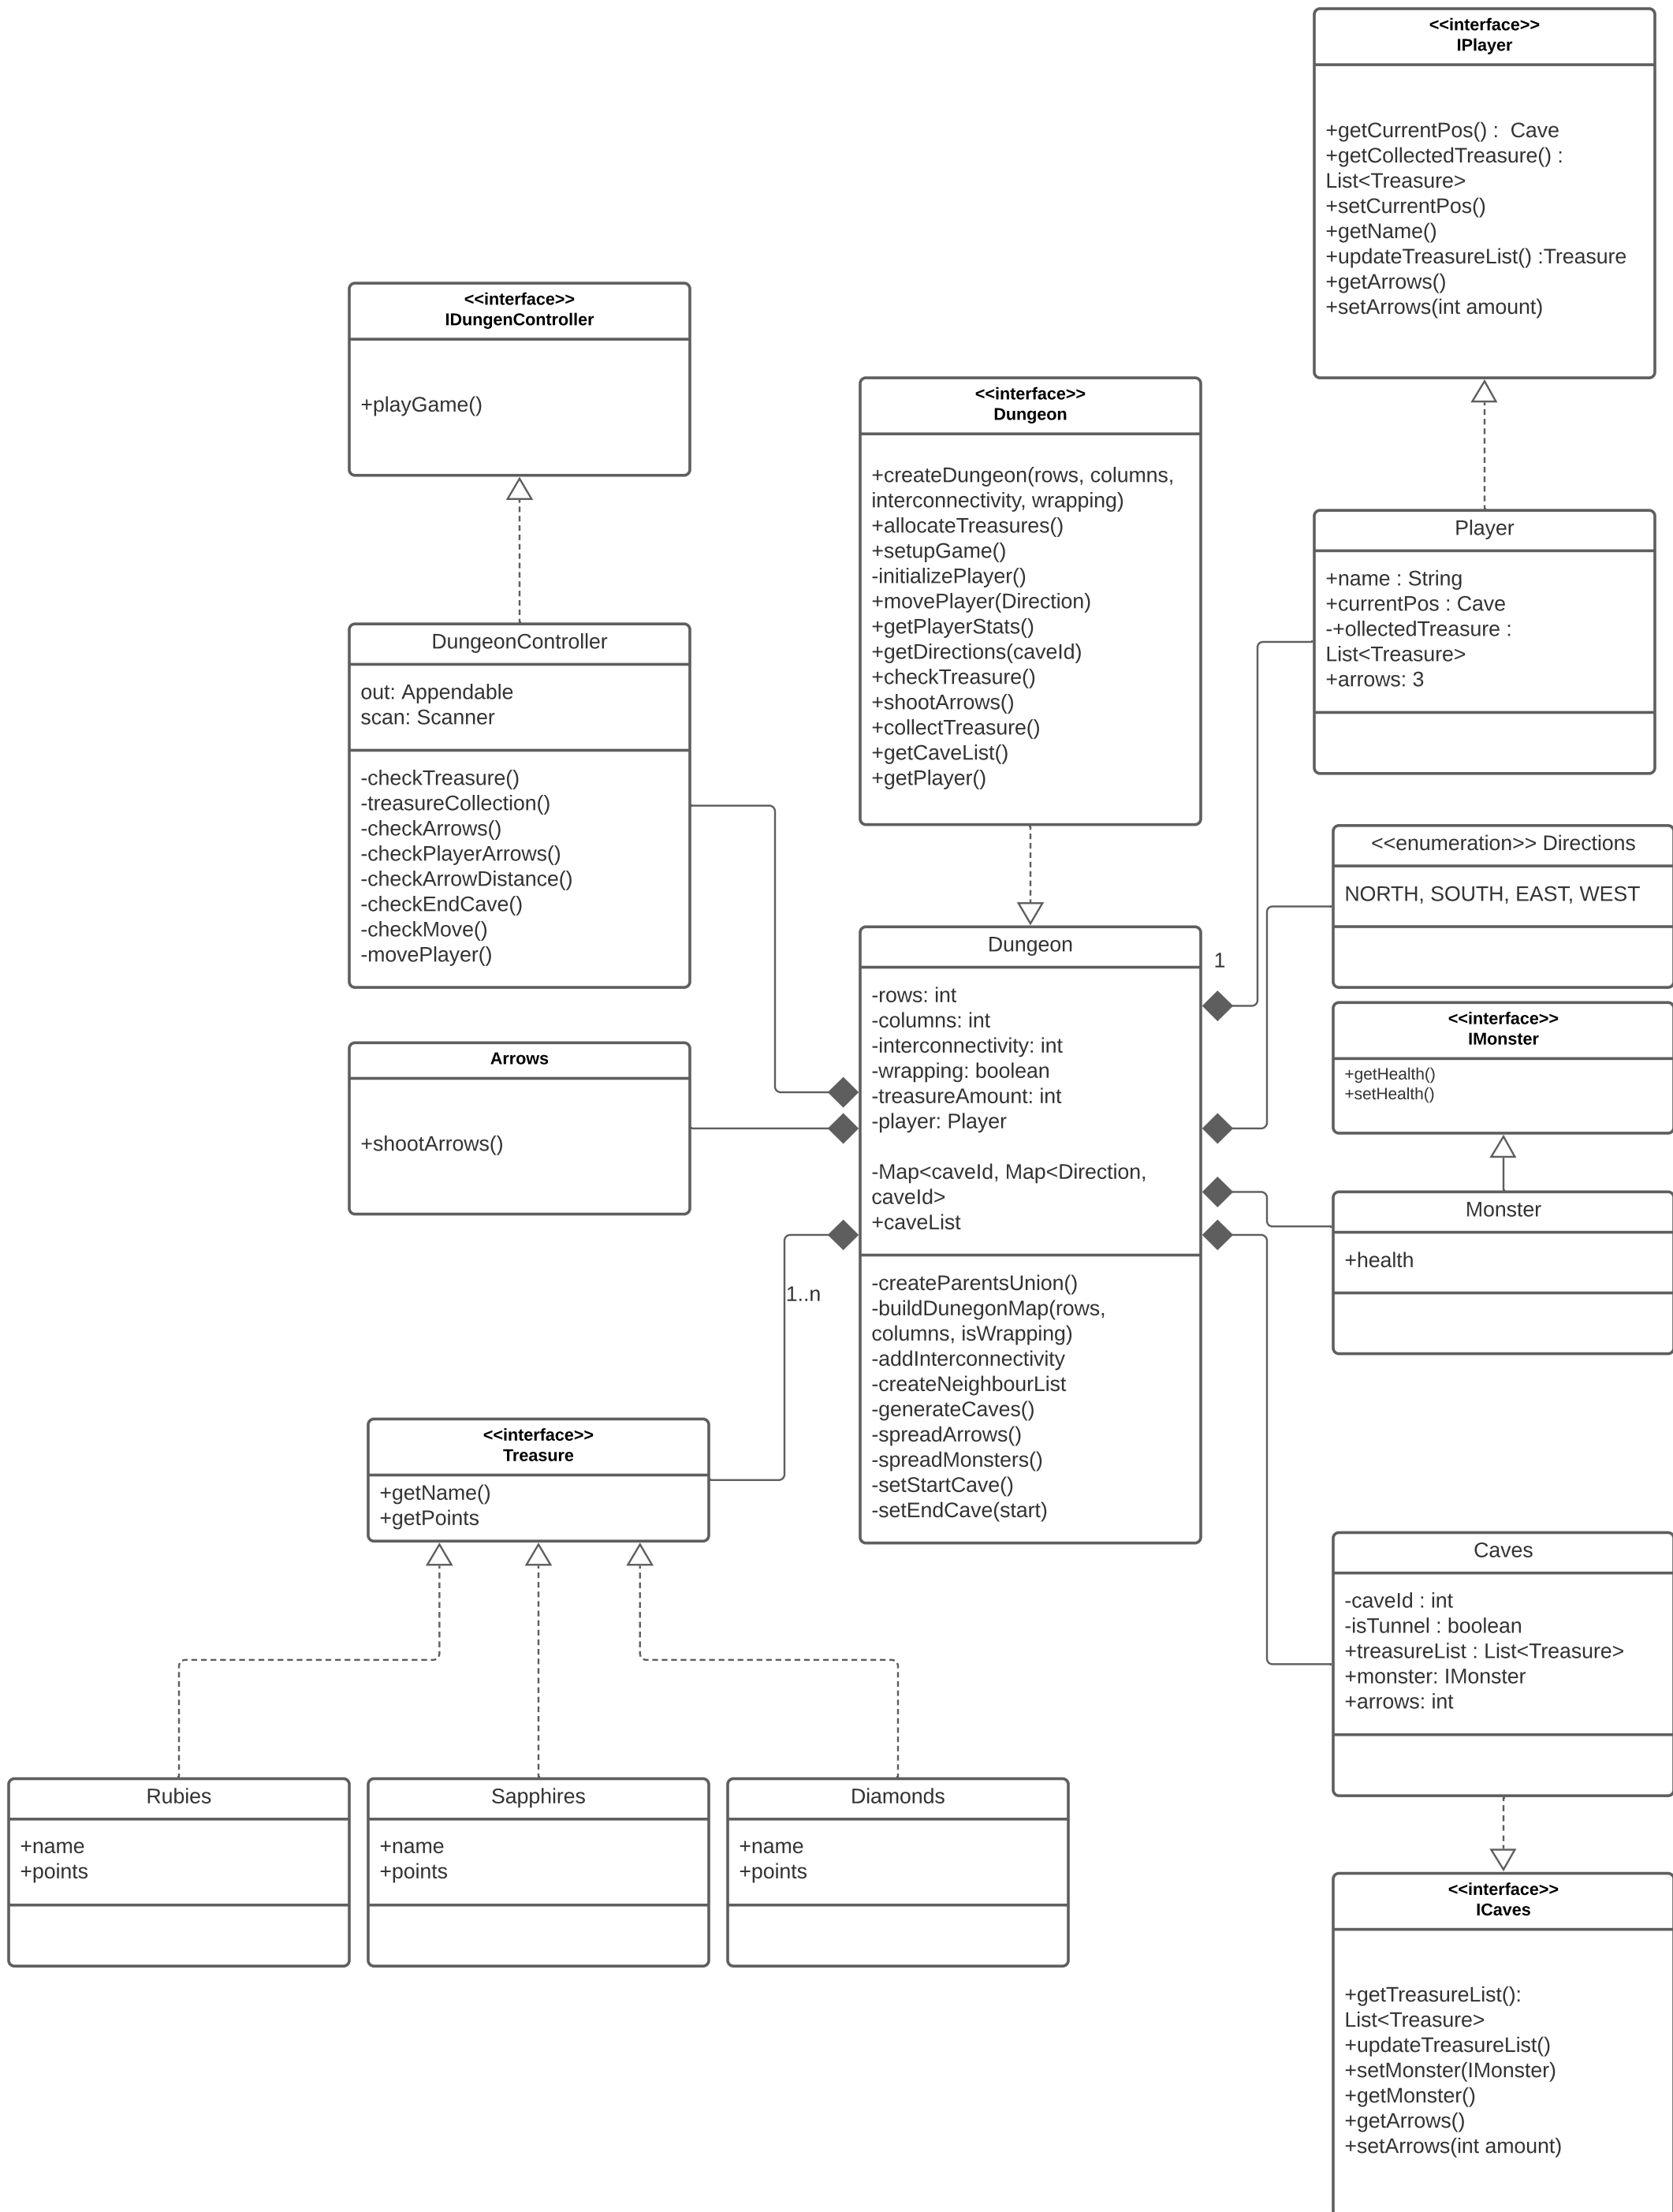 <<interface>>
IPlayer
+getCurrentPos() :  Cave
+getCollectedTreasure() :
List<Treasure>
+setCurrentPos()
+getName()
+updateTreasureList() :Treasure
+getArrows()
+setArrows(int amount)
<<interface>>
IDungenController
+playGame()
<<interface>>
Dungeon
+createDungeon(rows, columns,
interconnectivity, wrapping)
+allocateTreasures()
+setupGame()
-initializePlayer()
+movePlayer(Direction)
+getPlayerStats()
+getDirections(caveId)
+checkTreasure()
+shootArrows()
+collectTreasure()
+getCaveList()
+getPlayer()
Player
+name : String
+currentPos : Cave
-+ollectedTreasure :
List<Treasure>
+arrows: 3
DungeonController
out: Appendable
scan: Scanner
-checkTreasure()
-treasureCollection()
-checkArrows()
-checkPlayerArrows()
-checkArrowDistance()
-checkEndCave()
-checkMove()
-movePlayer()
<<enumeration>> Directions
NORTH, SOUTH, EAST, WEST
Dungeon
-rows: int
-columns: int
-interconnectivity: int
-wrapping: boolean
-treasureAmount: int
-player: Player
-Map<caveId, Map<Direction,
caveId>
+caveList
-createParentsUnion()
-buildDunegonMap(rows,
columns, isWrapping)
-addInterconnectivity
-createNeighbourList
-generateCaves()
-spreadArrows()
-spreadMonsters()
-setStartCave()
-setEndCave(start)
1
<<interface>>
IMonster
+getHealth()
+setHealth()
Arrows
+shootArrows()
Monster
+health
1..n
<<interface>>
Treasure
+getName()
+getPoints
Caves
-caveId : int
-isTunnel : boolean
+treasureList : List<Treasure>
+monster: IMonster
+arrows: int
Rubies
+name
+points
Sapphires
+name
+points
Diamonds
+name
+points
<<interface>>
ICaves
+getTreasureList():
List<Treasure>
+updateTreasureList()
+setMonster(IMonster)
+getMonster()
+getArrows()
+setArrows(int amount)